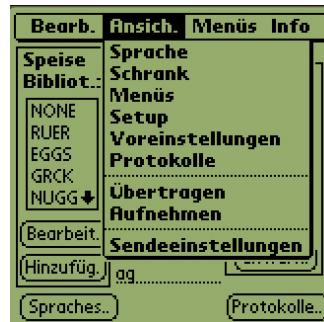 Bearb. Ansich. Menüs Info
Speise
Bibliot.:
NONE
RUER
EGGS
GRCK
NUGG
Sprache
Schrank
Menüs
Setup
Voreinstellungen
Protokolle
Übertragen
Aufnehmen
Sendeeinstellungen
Bearbeit.
Hinzufüg.
ag
Spraches..
Protokolle..